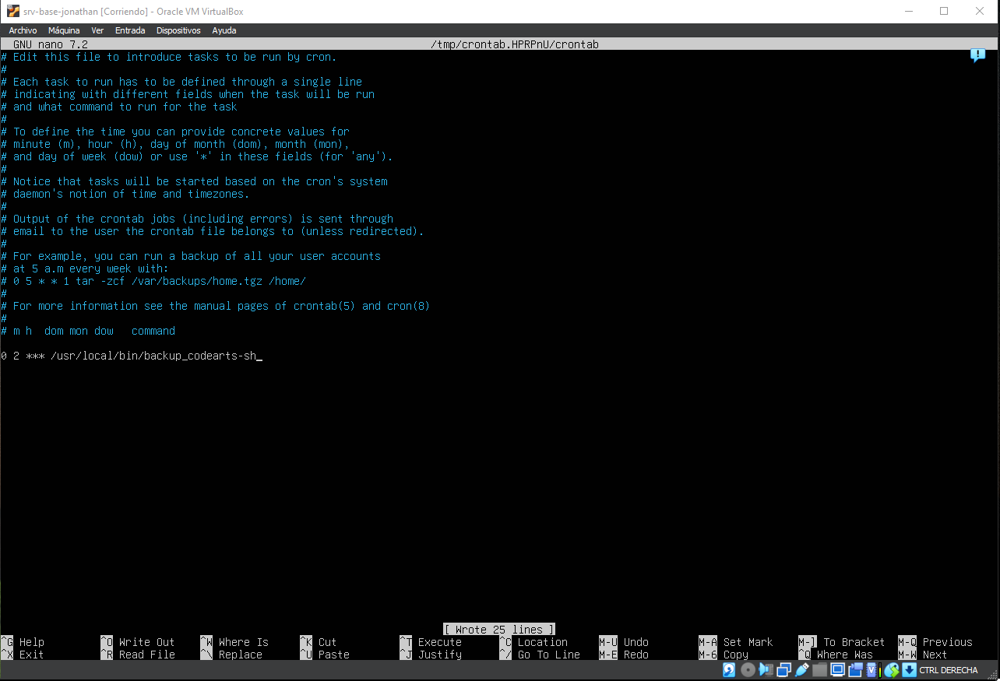 srv-base-jonathan [Corriendo] - Oracle VM VirtualBox
Archivo Máquina Ver Entrada Dispositivos Ayuda
GNU nano 7.2 /tmp/crontab.HPRPnU/crontab
# Edit this file to introduce tasks to be run by cron.
#
# Each task to run has to be defined through a single line
# indicating with different fields when the task will be run
# and what command to run for the task
#
# To define the time you can provide concrete values for
# minute (m), hour (h), day of month (dom), month (mon),
# and day of week (dow) or use '*' in these fields (for 'any').
#
# Notice that tasks will be started based on the cron's system
# daemon's notion of time and timezones.
#
# Output of the crontab jobs (including errors) is sent through
# email to the user the crontab file belongs to (unless redirected).
#
# For example, you can run a backup of all your user accounts
# at 5 a.m every week with:
# 0 5 * * 1 tar -zcf /var/backups/home.tgz /home/
#
# For more information see the manual pages of crontab(5) and cron(8)
#
# m h  dom mon dow   command
0 2 *** /usr/local/bin/backup_codearts-sh_
[ Wrote 25 lines ]
^G Help ^O Write Out ^W Where Is ^K Cut ^T Execute ^C Location M-U Undo M-A Set Mark M-] To Bracket M-Q Previous
^X Exit ^R Read File ^\ Replace ^U Paste ^J Justify ^/ Go To Line M-E Redo M-6 Copy ^Q Where Was M-W Next
CTRL DERECHA